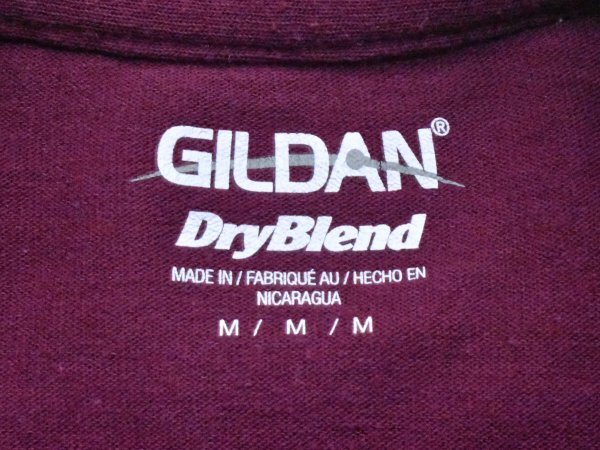 GILDAN®
DryBlend
MADE IN / FABRIQUÉ AU / HECHO EN
NICARAGUA
M / M / M